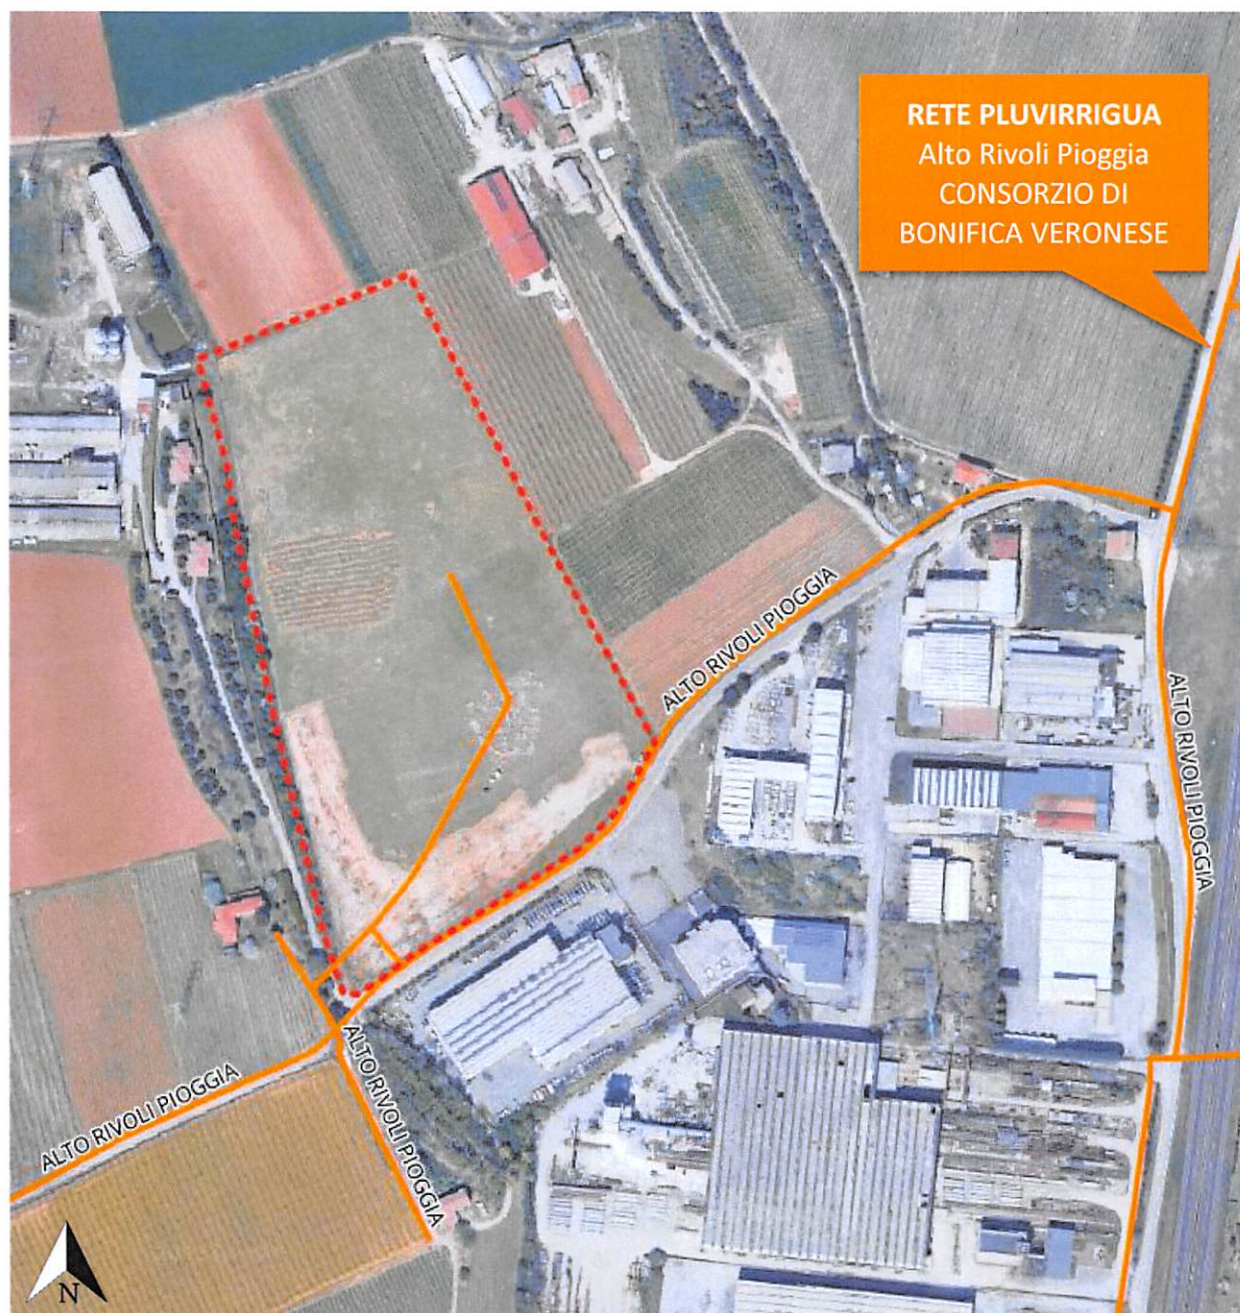 RETE PLUVIRRIGUA
Alto Rivoli Pioggia
CONSORZIO DI
BONIFICA VERONESE
ALTO RIVOLI PIOGGIA
ALTO RIVOLI PIOGGIA
ALTO RIVOLI PIOGGIA
ALTO RIVOLI PIOGGIA
N